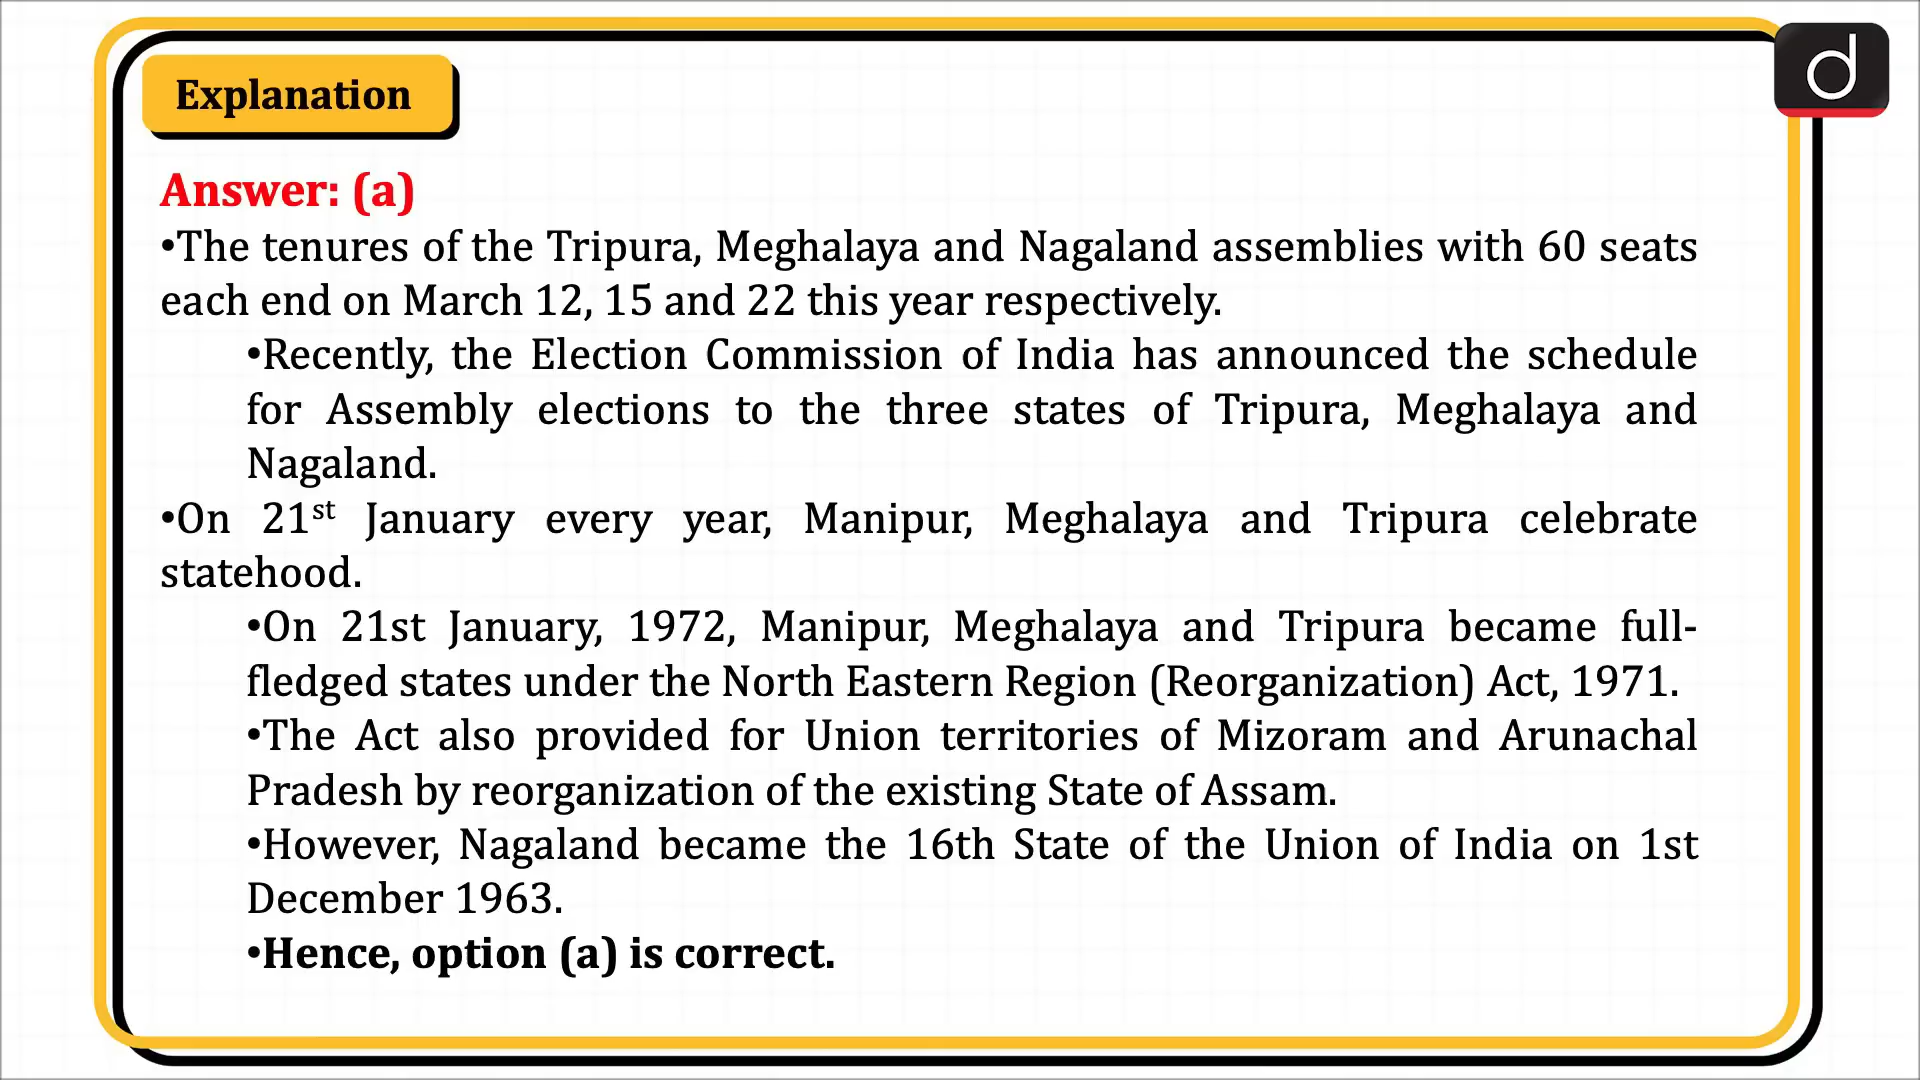 Explanation
d
Answer: (a)
•The tenures of the Tripura, Meghalaya and Nagaland assemblies with 60 seats
each end on March 12, 15 and 22 this year respectively.
•Recently, the Election Commission of India has announced the schedule
for Assembly elections to the three states of Tripura, Meghalaya and
Nagaland.
•On 21st January every year, Manipur, Meghalaya and Tripura celebrate
statehood.
•On 21st January, 1972, Manipur, Meghalaya and Tripura became full-
fledged states under the North Eastern Region (Reorganization) Act, 1971.
•The Act also provided for Union territories of Mizoram and Arunachal
Pradesh by reorganization of the existing State of Assam.
•However, Nagaland became the 16th State of the Union of India on 1st
December 1963.
•Hence, option (a) is correct.